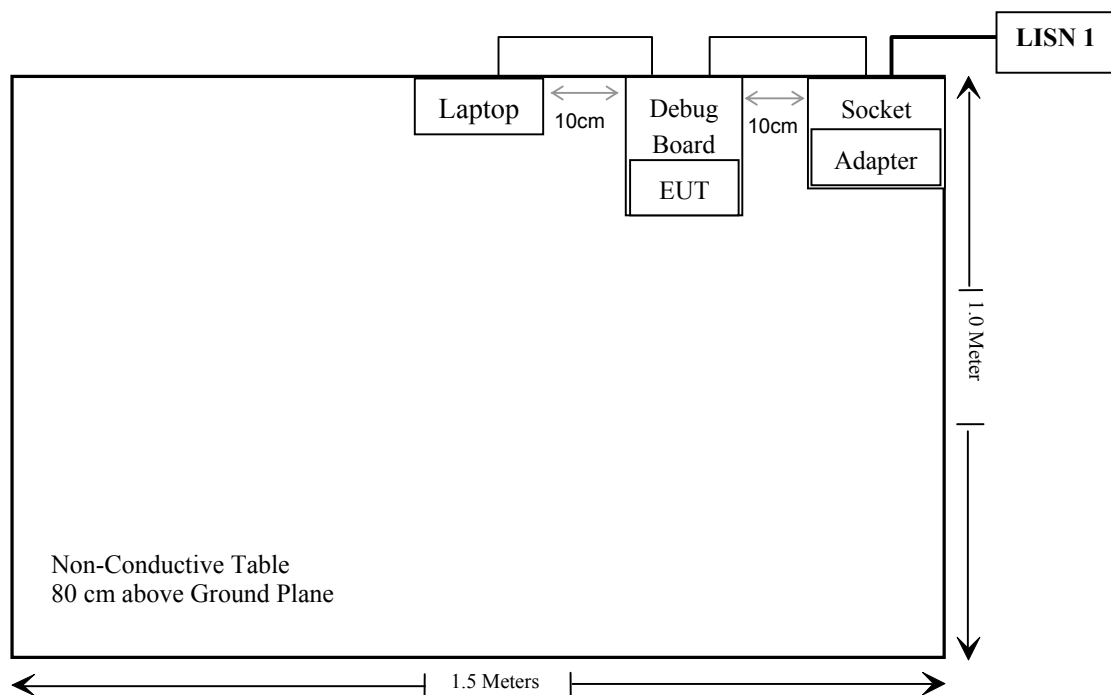 LISN 1
Laptop
10cm
Debug
Board
EUT
10cm
Socket
Adapter
1.0 Meter
Non-Conductive Table
80 cm above Ground Plane
1.5 Meters